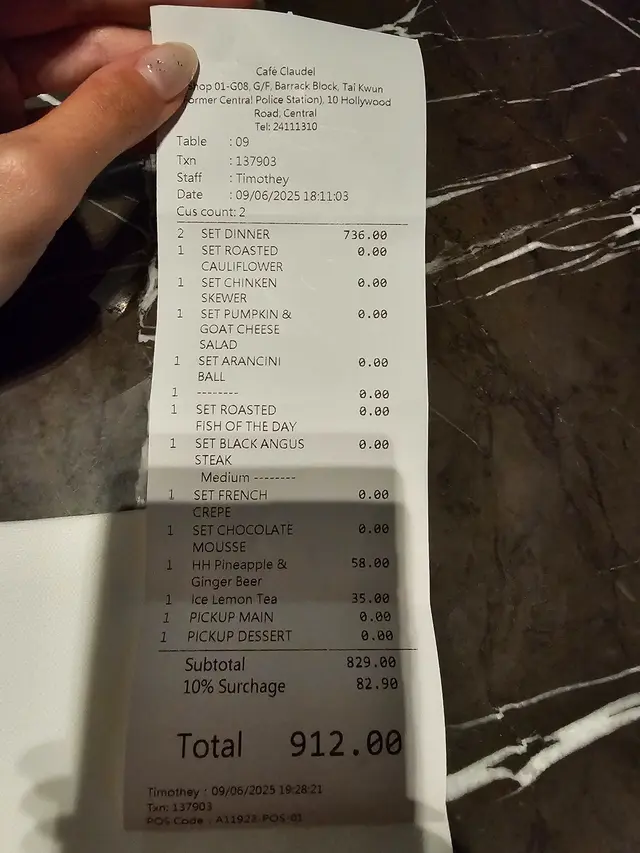 Café Claudel
Shop 01-G08, G/F, Barrack Block, Tai Kwun
Former Central Police Station), 10 Hollywood
Road, Central
Tel: 24111310
Table : 09
Txn : 137903
Staff : Timothey
Date : 09/06/2025 18:11:03
Cus count: 2
2 SET DINNER 736.00
1 SET ROASTED 0.00
CAULIFLOWER
1 SET CHINKEN 0.00
SKEWER
1 SET PUMPKIN & 0.00
GOAT CHEESE
SALAD
1 SET ARANCINI 0.00
BALL
1 -------- 0.00
1 SET ROASTED 0.00
FISH OF THE DAY
1 SET BLACK ANGUS 0.00
STEAK
Medium --------
1 SET FRENCH 0.00
CREPE
1 SET CHOCOLATE 0.00
MOUSSE
1 HH Pineapple & 58.00
Ginger Beer
1 Ice Lemon Tea 35.00
1 PICKUP MAIN 0.00
1 PICKUP DESSERT 0.00
Subtotal 829.00
10% Surchage 82.90
Total 912.00
Timothey : 09/06/2025 19:28:21
Txn: 137903
POS Code : A11923-POS-01